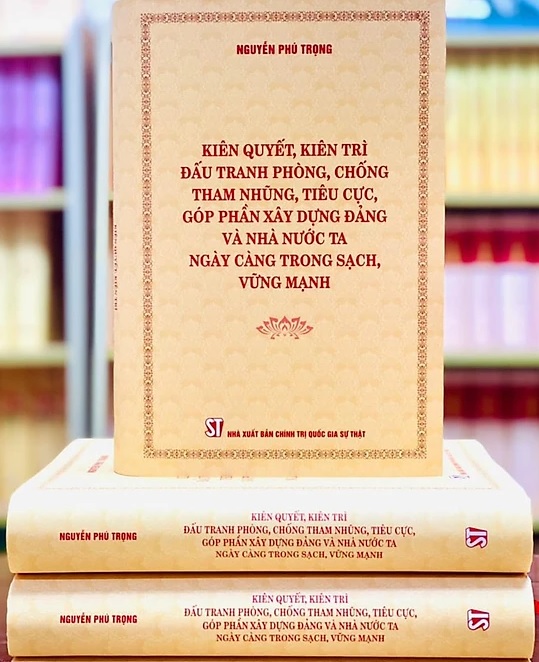 NGUYỄN PHÚ TRỌNG
KIÊN QUYẾT, KIÊN TRÌ
ĐẤU TRANH PHÒNG, CHỐNG
THAM NHŨNG, TIÊU CỰC,
GÓP PHẦN XÂY DỰNG ĐẢNG
VÀ NHÀ NƯỚC TA
NGÀY CÀNG TRONG SẠCH,
VỮNG MẠNH
ST NHÀ XUẤT BẢN CHÍNH TRỊ QUỐC GIA SỰ THẬT
NGUYỄN PHÚ TRỌNG
KIÊN QUYẾT, KIÊN TRÌ
ĐẤU TRANH PHÒNG, CHỐNG THAM NHŨNG, TIÊU CỰC,
GÓP PHẦN XÂY DỰNG ĐẢNG VÀ NHÀ NƯỚC TA
NGÀY CÀNG TRONG SẠCH, VỮNG MẠNH
ST
NGUYỄN PHÚ TRỌNG
KIÊN QUYẾT, KIÊN TRÌ
ĐẤU TRANH PHÒNG, CHỐNG THAM NHŨNG, TIÊU CỰC,
GÓP PHẦN XÂY DỰNG ĐẢNG VÀ NHÀ NƯỚC TA
NGÀY CÀNG TRONG SẠCH, VỮNG MẠNH
ST